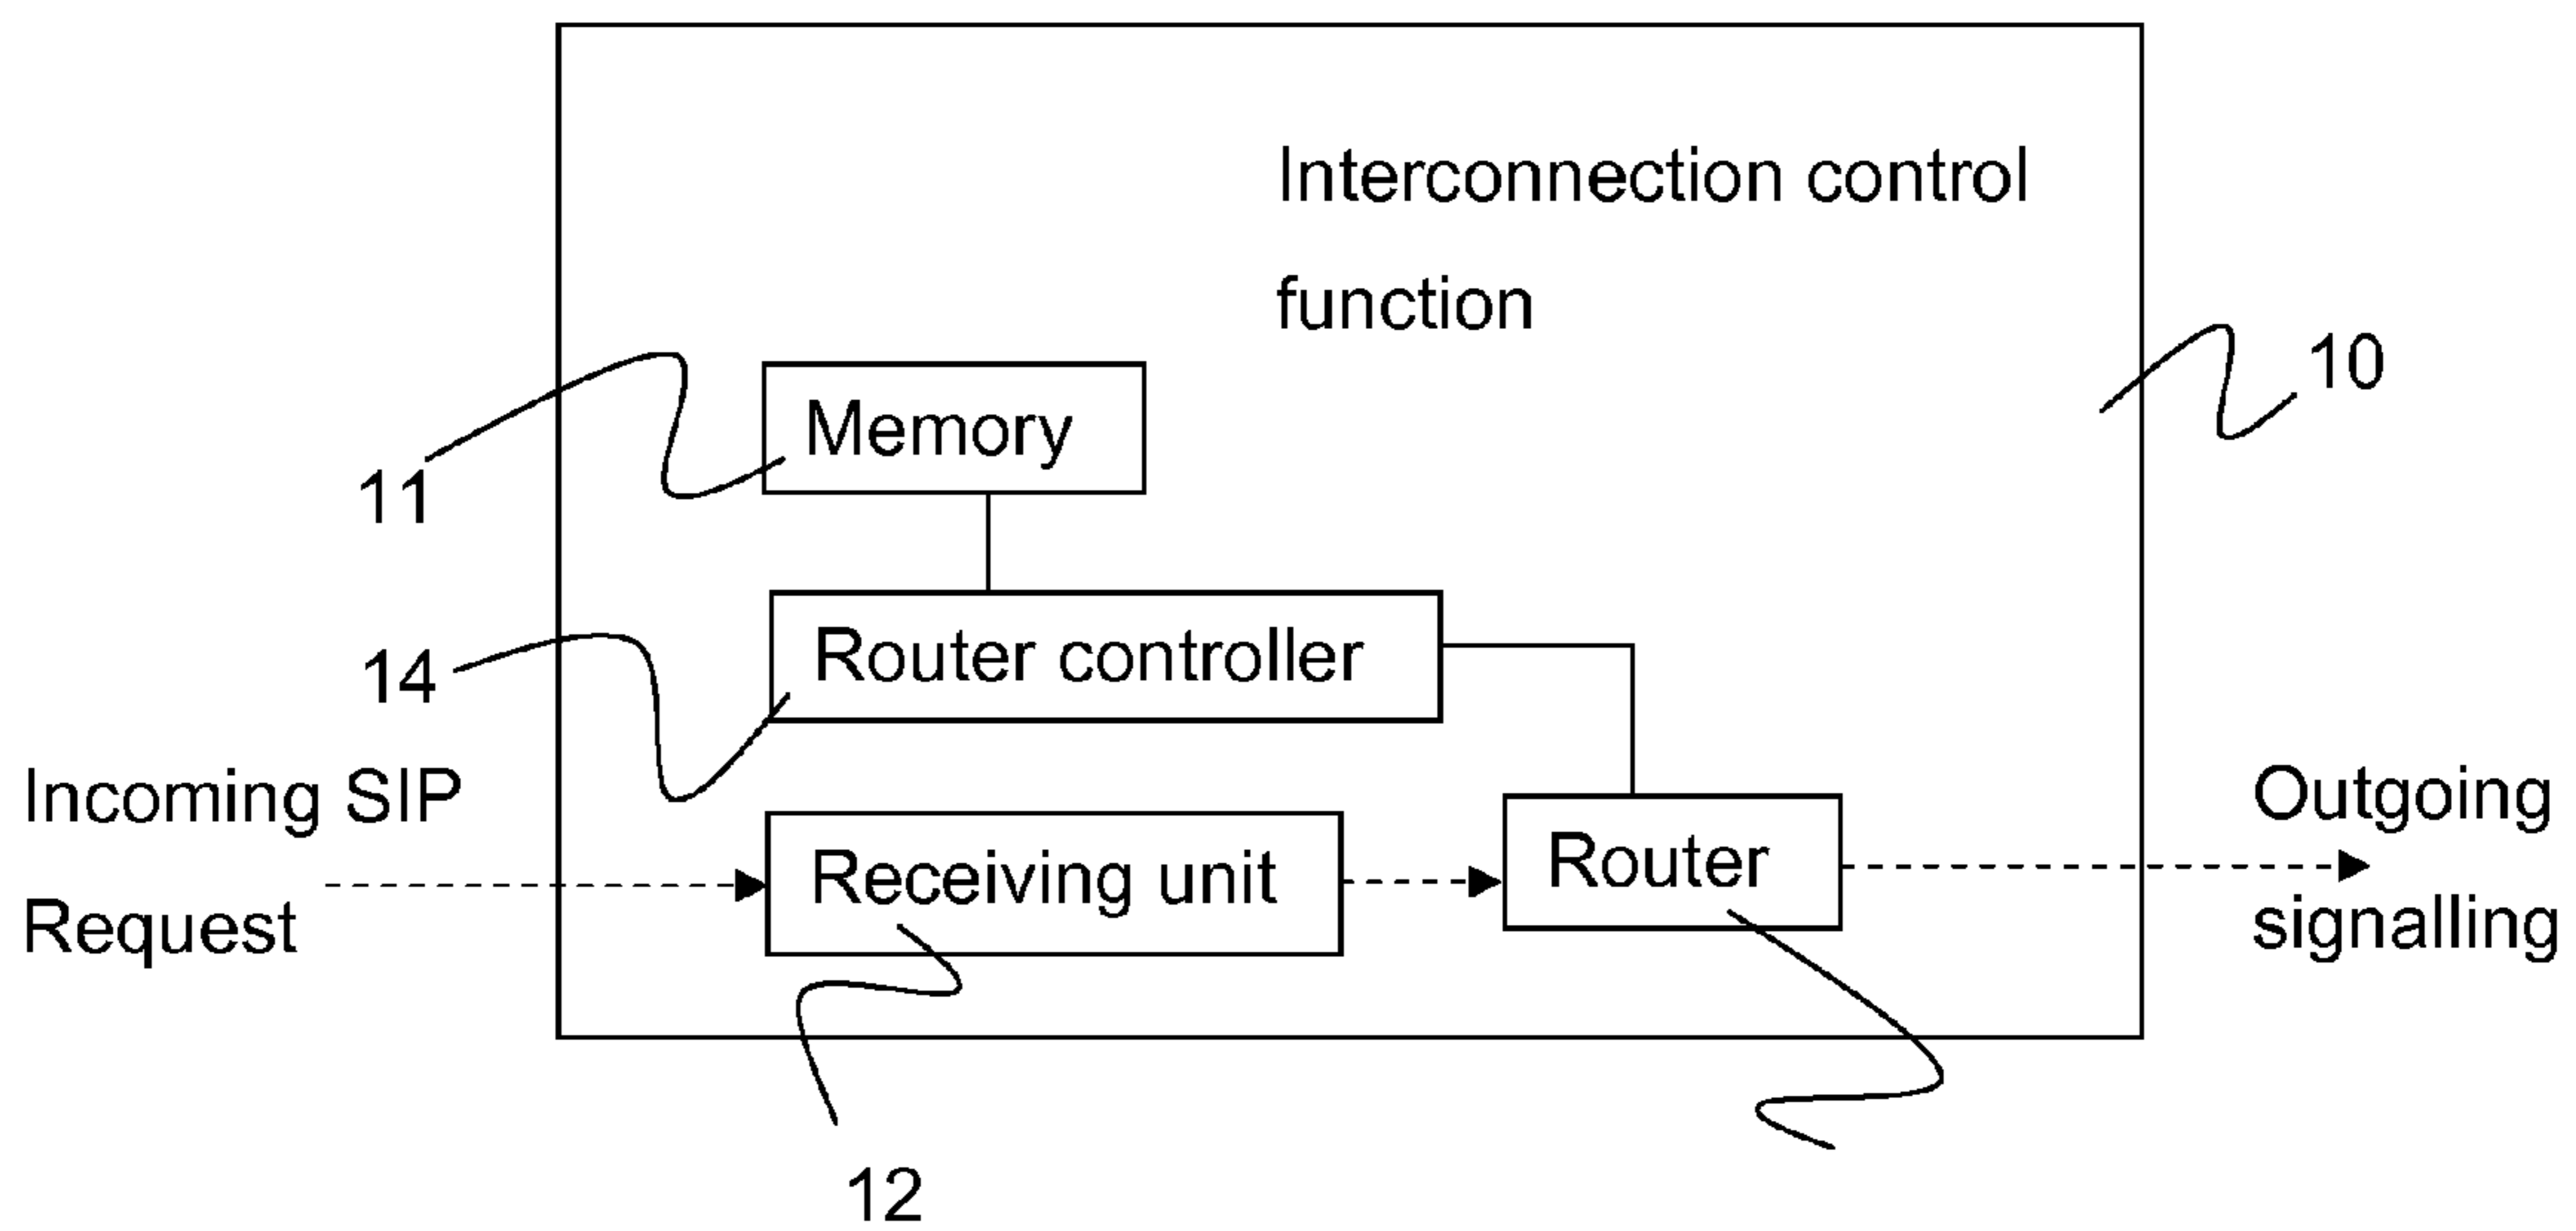 Interconnection control
function
10
Memory
11
Router controller
14
Incoming SIP
Request
Receiving unit
Router
Outgoing
signalling
12